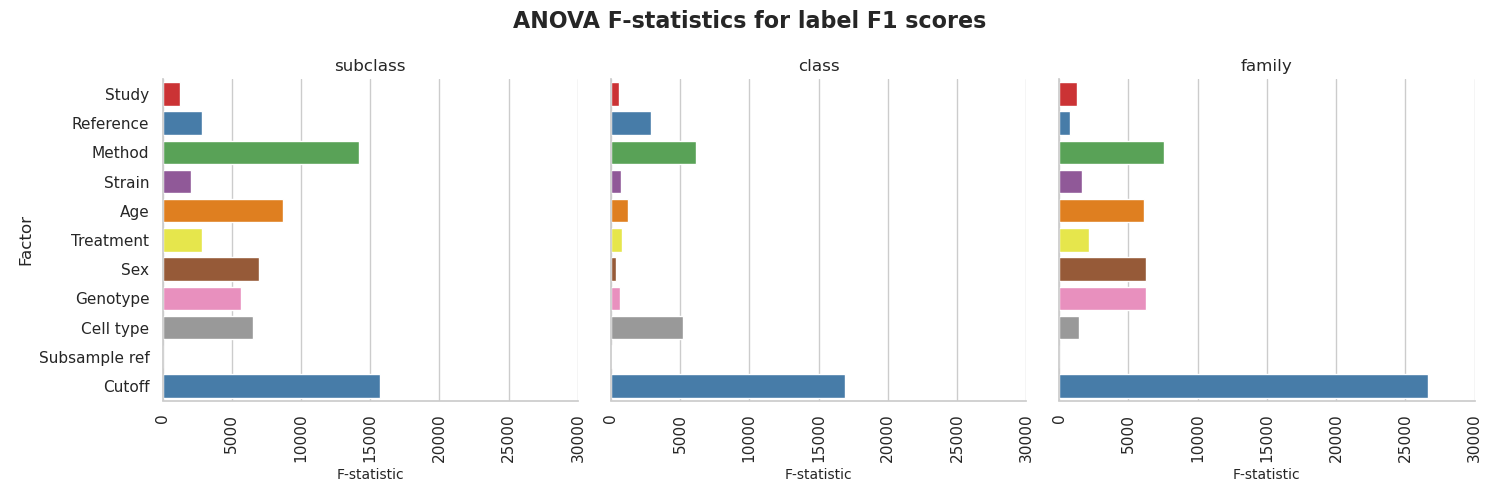 ANOVA F-statistics for label F1 scores
subclass
class
family
Factor
Study
Reference
Method
Strain
Age
Treatment
Sex
Genotype
Cell type
Subsample ref
Cutoff
0 5000 10000 15000 20000 25000 30000
0 5000 10000 15000 20000 25000 30000
0 5000 10000 15000 20000 25000 30000
F-statistic
F-statistic
F-statistic